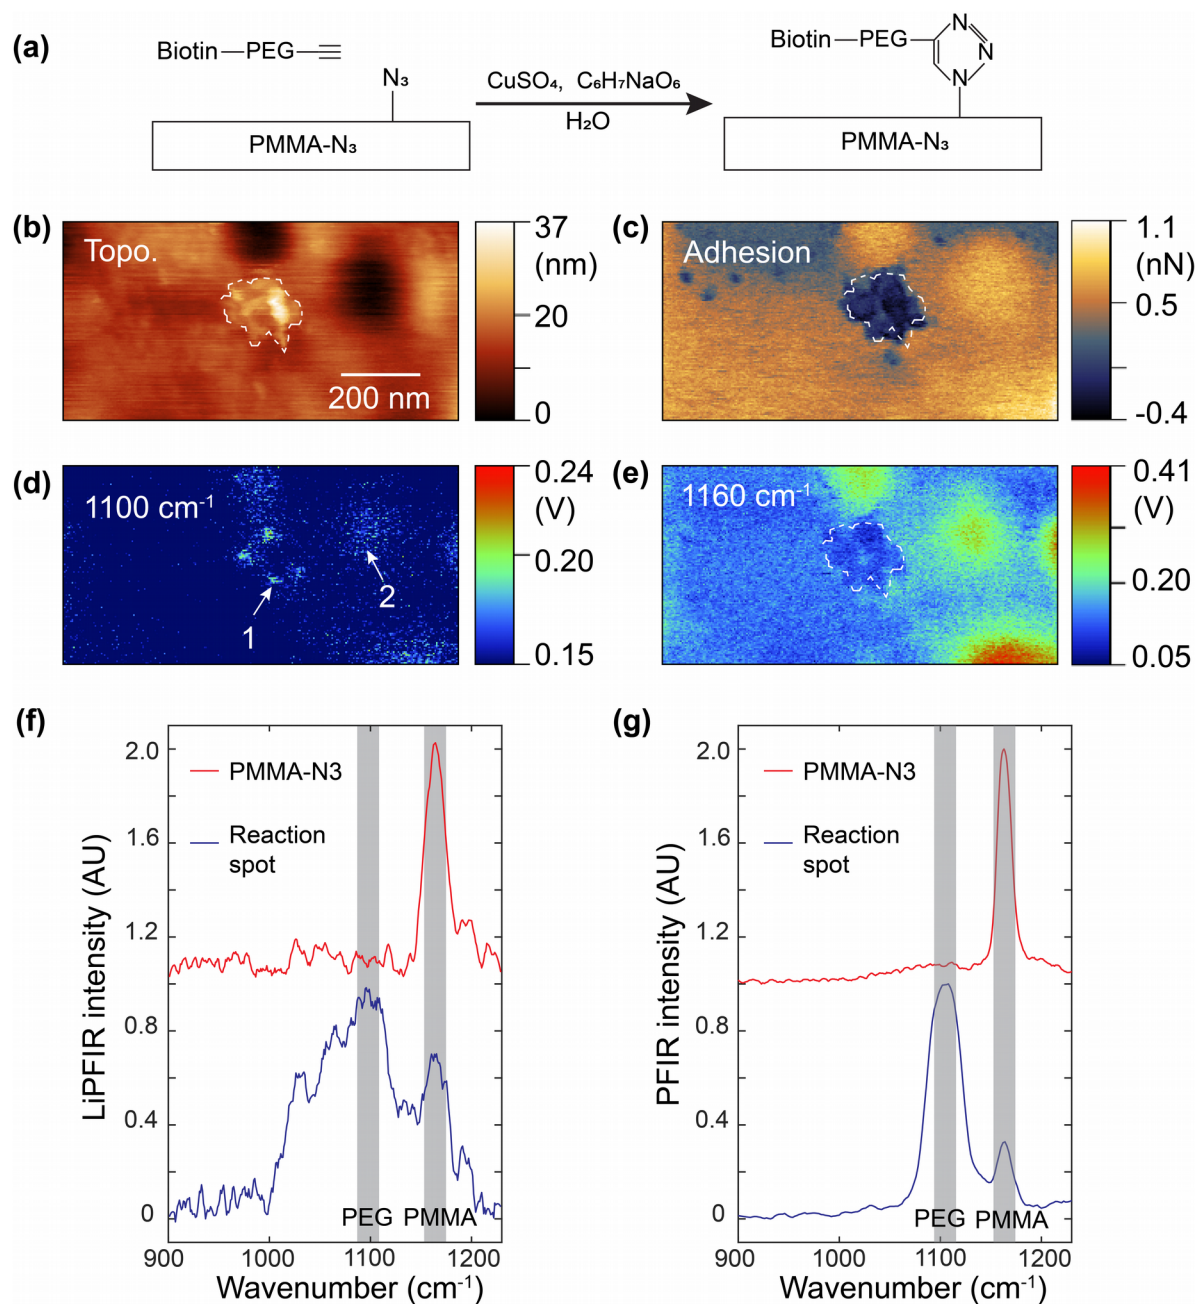 (a)
Biotin—PEG—≡
N₃
PMMA-N₃
CuSO₄, C₆H₇NaO₆
H₂O
Biotin—PEG
N
N
N
PMMA-N₃
(b)
Topo.
200 nm
37
(nm)
20
0
(c)
Adhesion
1.1
(nN)
0.5
-0.4
(d)
1100 cm⁻¹
1
2
0.24
(V)
0.20
0.15
(e)
1160 cm⁻¹
0.41
(V)
0.20
0.05
(f)
LiPFIR intensity (AU)
2.0
1.6
1.2
0.8
0.4
0
PMMA-N3
Reaction
spot
PEG PMMA
900 1000 1100 1200
Wavenumber (cm⁻¹)
(g)
PFIR intensity (AU)
2.0
1.6
1.2
0.8
0.4
0
PMMA-N3
Reaction
spot
PEG PMMA
900 1000 1100 1200
Wavenumber (cm⁻¹)